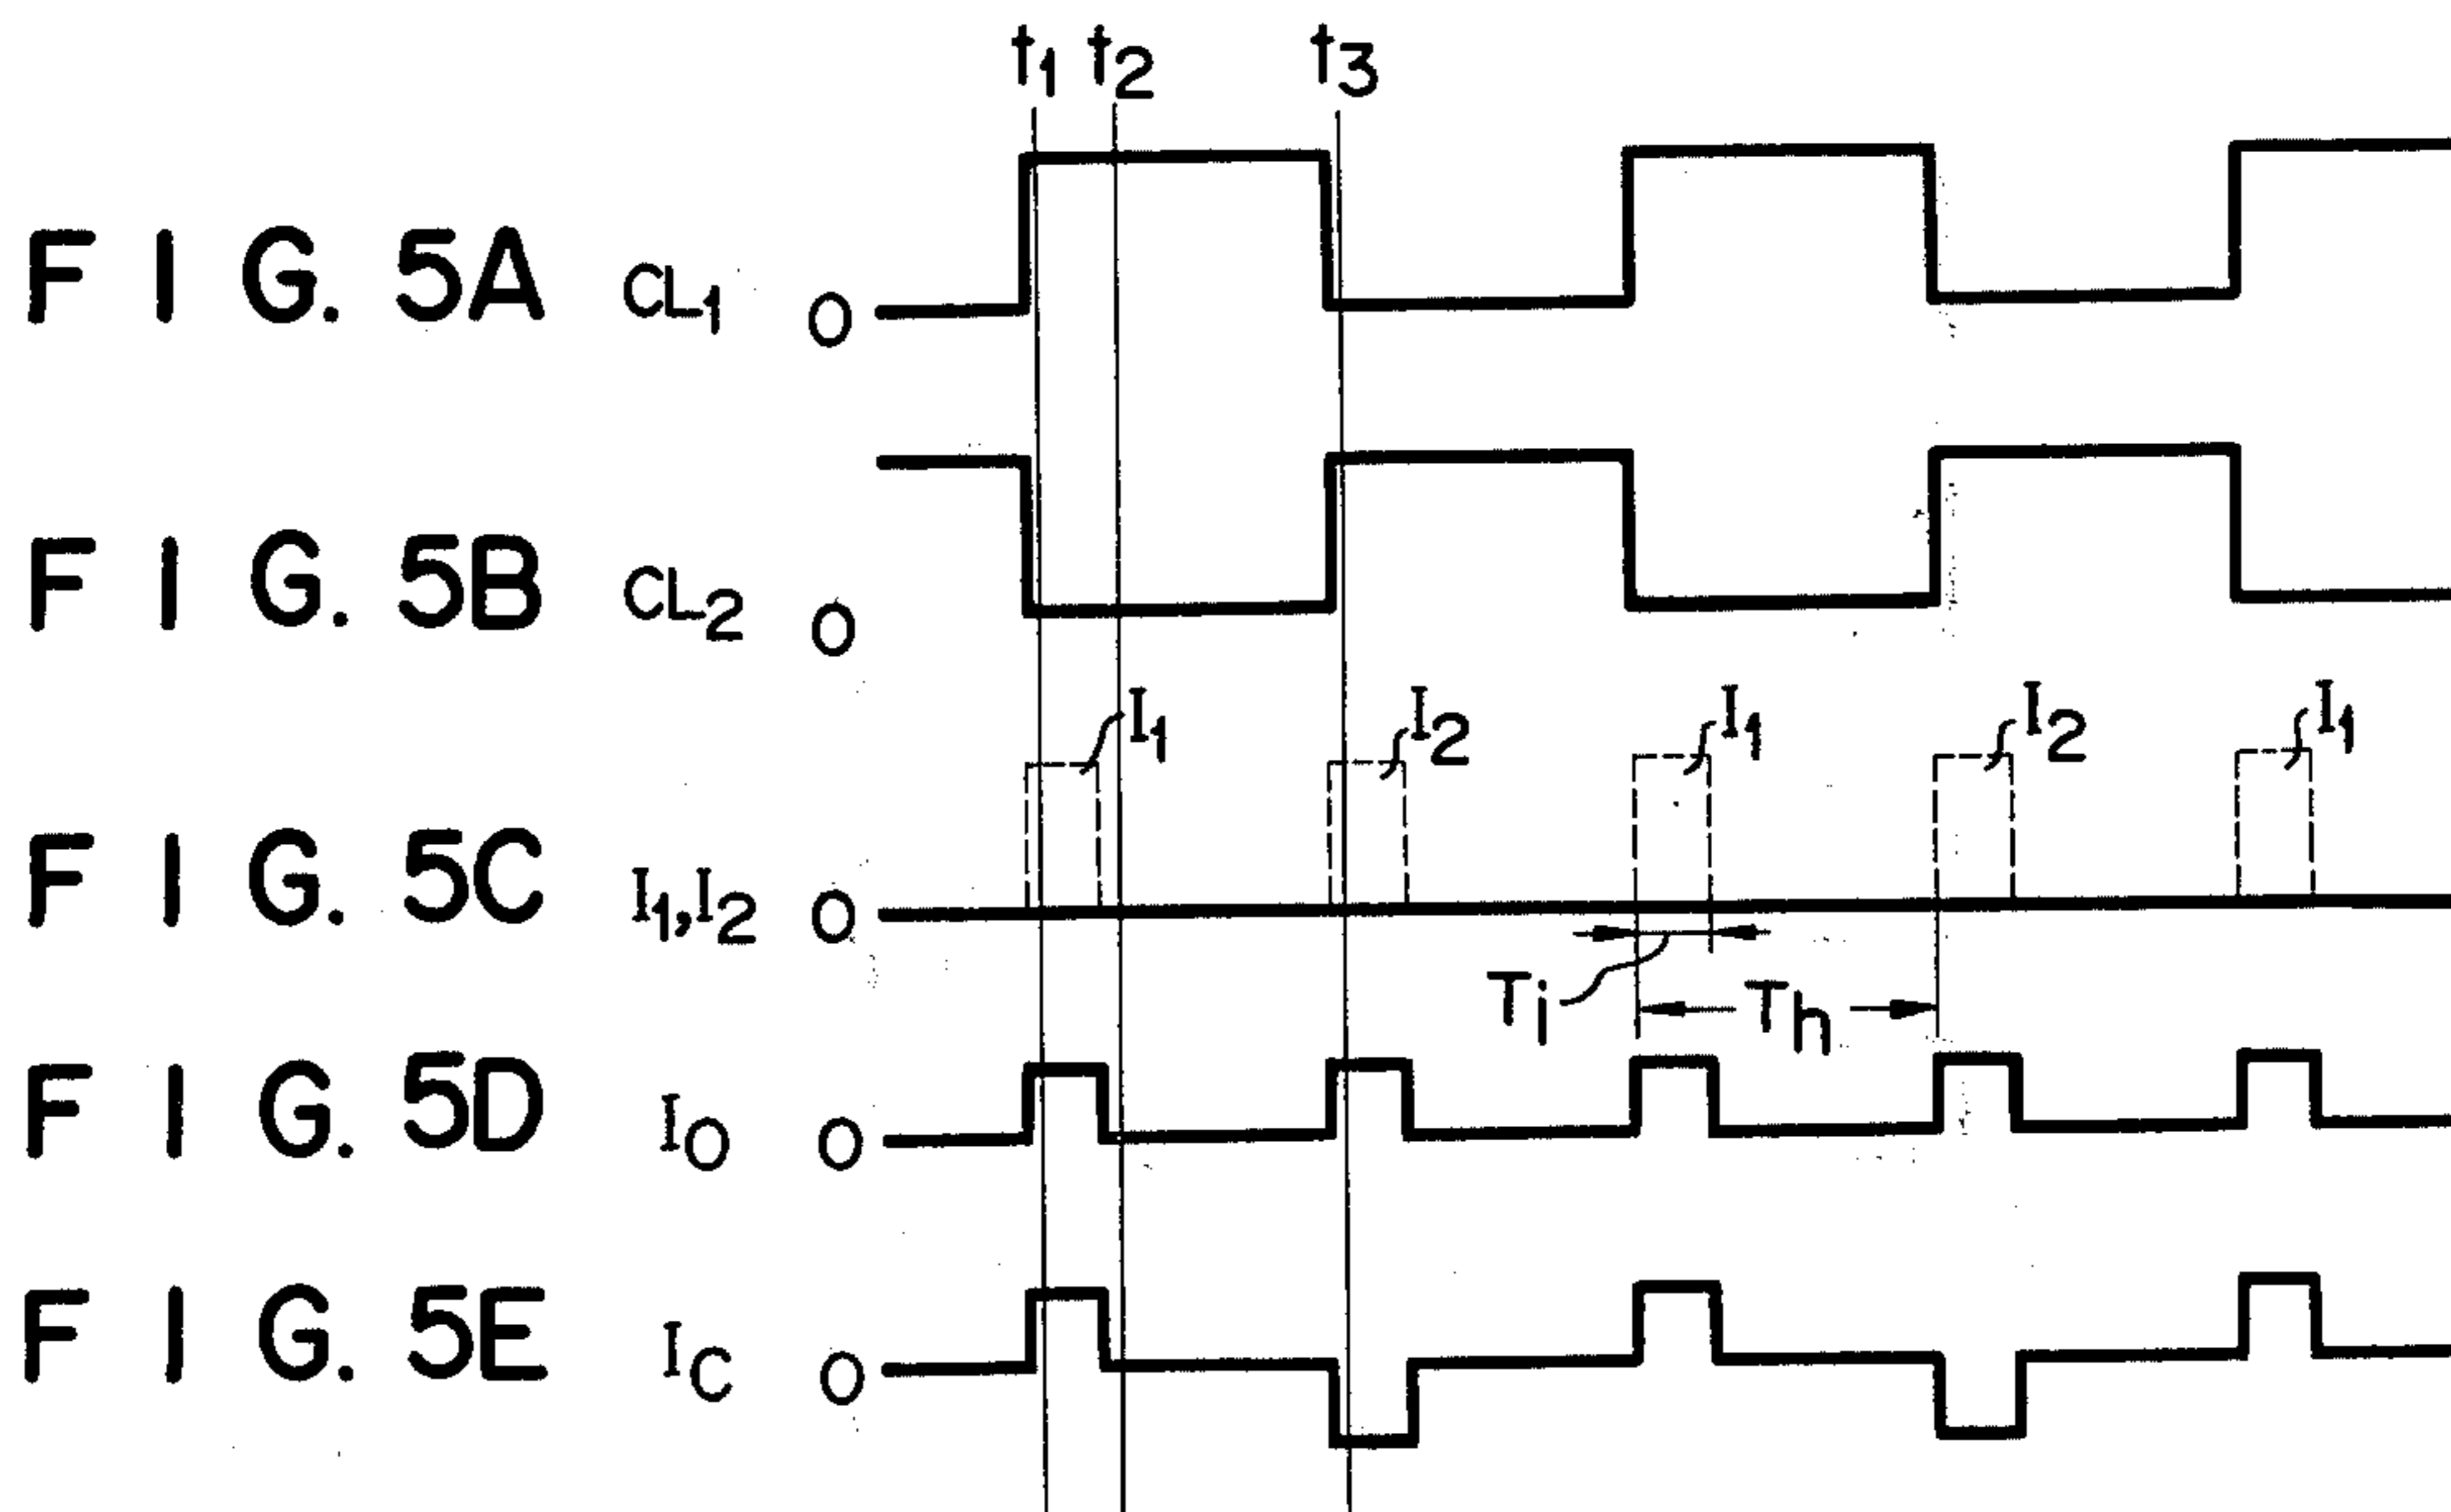 t1 t2 t3
FIG. 5A CL1 0
FIG. 5B CL2 0
I1 I2 I1 I2 I1
FIG. 5C I1,I2 0
Ti Th
FIG. 5D IO 0
FIG. 5E IC 0